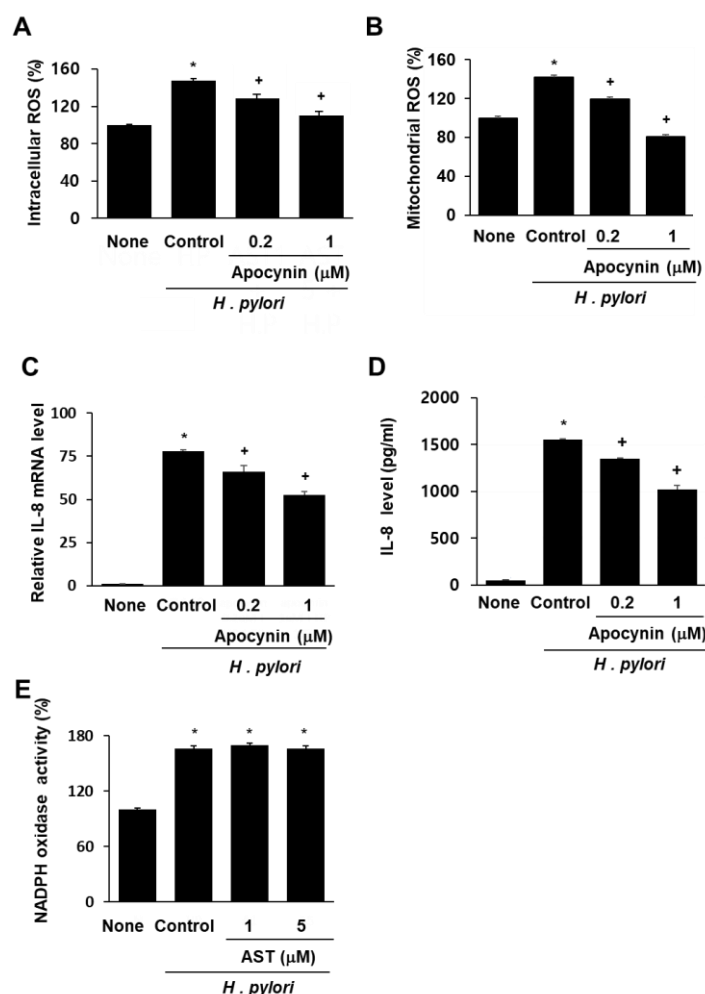 A
Intracellular ROS (%)
160
120
80
40
0
*
+
+
None Control 0.2 1
Apocynin (μM)
H . pylori
B
Mitochondrial ROS (%)
160
120
80
40
0
*
+
+
None Control 0.2 1
Apocynin (μM)
H . pylori
C
Relative IL-8 mRNA level
100
75
50
25
0
*
+
+
None Control 0.2 1
Apocynin (μM)
H . pylori
D
IL-8 level (pg/ml)
2000
1500
1000
500
0
*
+
+
None Control 0.2 1
Apocynin (μM)
H . pylori
E
NADPH oxidase activity (%)
180
120
60
0
*
*
*
None Control 1 5
AST (μM)
H . pylori